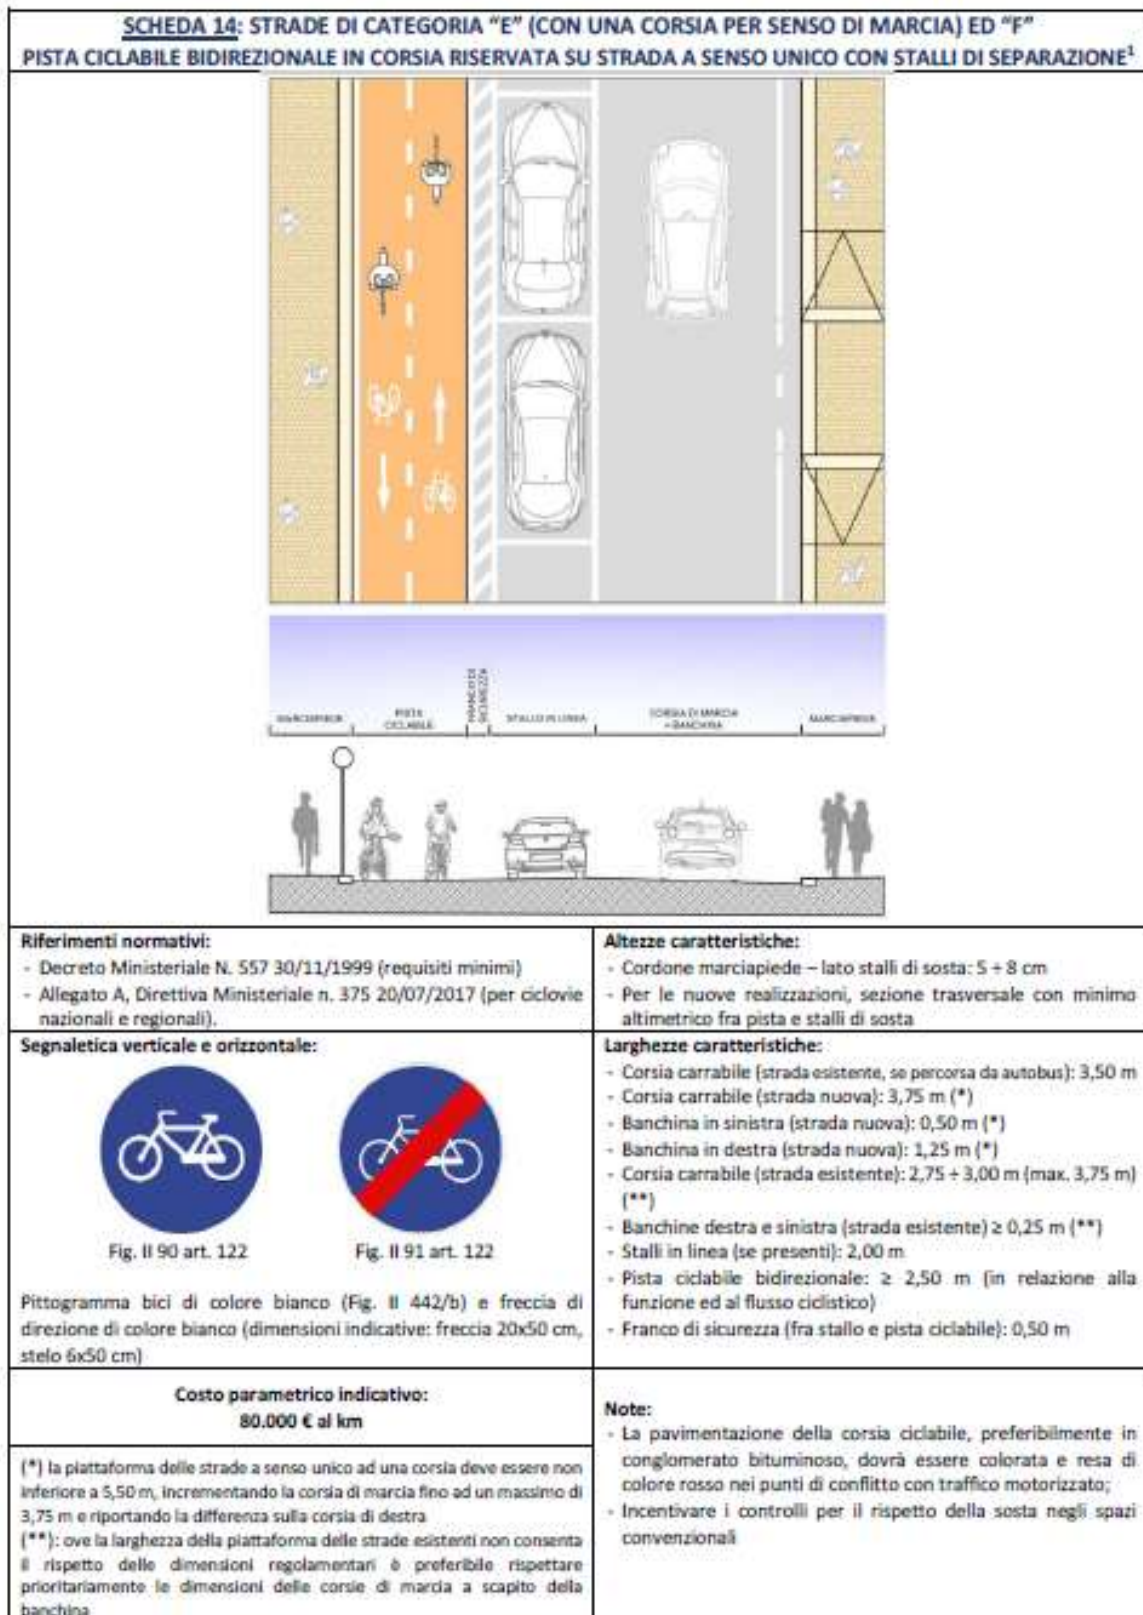 SCHEDA 14: STRADE DI CATEGORIA "E" (CON UNA CORSIA PER SENSO DI MARCIA) ED "F"
PISTA CICLABILE BIDIREZIONALE IN CORSIA RISERVATA SU STRADA A SENSO UNICO CON STALLI DI SEPARAZIONE¹
MARCIAPIEDE
PISTA
CICLABILE
FRANCO DI
SICUREZZA
STALLO IN LINEA
CORSIA DI MARCIA
+ BANCHINA
MARCIAPIEDE
Riferimenti normativi:
- Decreto Ministeriale N. 557 30/11/1999 (requisiti minimi)
- Allegato A, Direttiva Ministeriale n. 375 20/07/2017 (per ciclovie
nazionali e regionali).
Altezze caratteristiche:
- Cordone marciapiede – lato stalli di sosta: 5 ÷ 8 cm
- Per le nuove realizzazioni, sezione trasversale con minimo
altimetrico fra pista e stalli di sosta
Segnaletica verticale e orizzontale:
Fig. II 90 art. 122
Fig. II 91 art. 122
Pittogramma bici di colore bianco (Fig. II 442/b) e freccia di
direzione di colore bianco (dimensioni indicative: freccia 20x50 cm,
stelo 6x50 cm)
Larghezze caratteristiche:
- Corsia carrabile (strada esistente, se percorsa da autobus): 3,50 m
- Corsia carrabile (strada nuova): 3,75 m (*)
- Banchina in sinistra (strada nuova): 0,50 m (*)
- Banchina in destra (strada nuova): 1,25 m (*)
- Corsia carrabile (strada esistente): 2,75 ÷ 3,00 m (max. 3,75 m)
(**)
- Banchine destra e sinistra (strada esistente) ≥ 0,25 m (**)
- Stalli in linea (se presenti): 2,00 m
- Pista ciclabile bidirezionale: ≥ 2,50 m (in relazione alla
funzione ed al flusso ciclistico)
- Franco di sicurezza (fra stallo e pista ciclabile): 0,50 m
Costo parametrico indicativo:
80.000 € al km
(*) la piattaforma delle strade a senso unico ad una corsia deve essere non
inferiore a 5,50 m, incrementando la corsia di marcia fino ad un massimo di
3,75 m e riportando la differenza sulla corsia di destra
(**): ove la larghezza della piattaforma delle strade esistenti non consenta
il rispetto delle dimensioni regolamentari è preferibile rispettare
prioritariamente le dimensioni delle corsie di marcia a scapito della
banchina
Note:
- La pavimentazione della corsia ciclabile, preferibilmente in
conglomerato bituminoso, dovrà essere colorata e resa di
colore rosso nei punti di conflitto con traffico motorizzato;
- Incentivare i controlli per il rispetto della sosta negli spazi
convenzionali